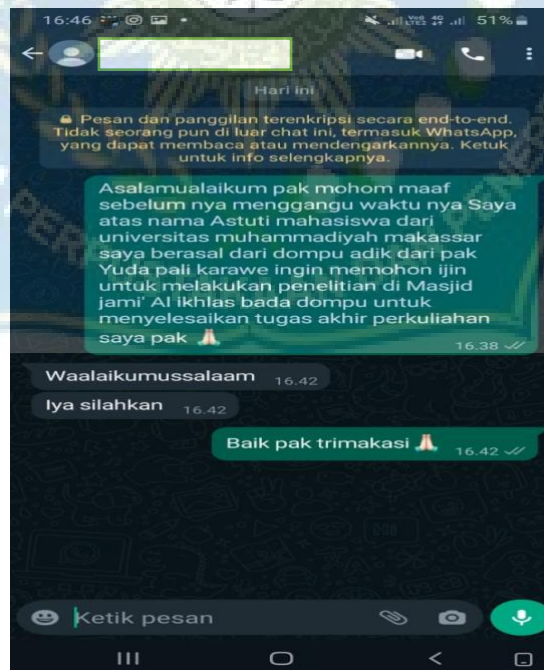 16:46
51%
Hari ini
Pesan dan panggilan terenkripsi secara end-to-end.
Tidak seorang pun di luar chat ini, termasuk WhatsApp,
yang dapat membaca atau mendengarkannya. Ketuk
untuk info selengkapnya.
Asalamualaikum pak mohom maaf
sebelum nya menggangu waktu nya Saya
atas nama Astuti mahasiswa dari
universitas muhammadiyah makassar
saya berasal dari dompu adik dari pak
Yuda pali karawe ingin memohon ijin
untuk melakukan penelitian di Masjid
jami' Al ikhlas bada dompu untuk
menyelesaikan tugas akhir perkuliahan
saya pak 🙏🏻
16.38
Waalaikumussalaam 16.42
Iya silahkan 16.42
Baik pak trimakasi 🙏🏻 16.42
Ketik pesan